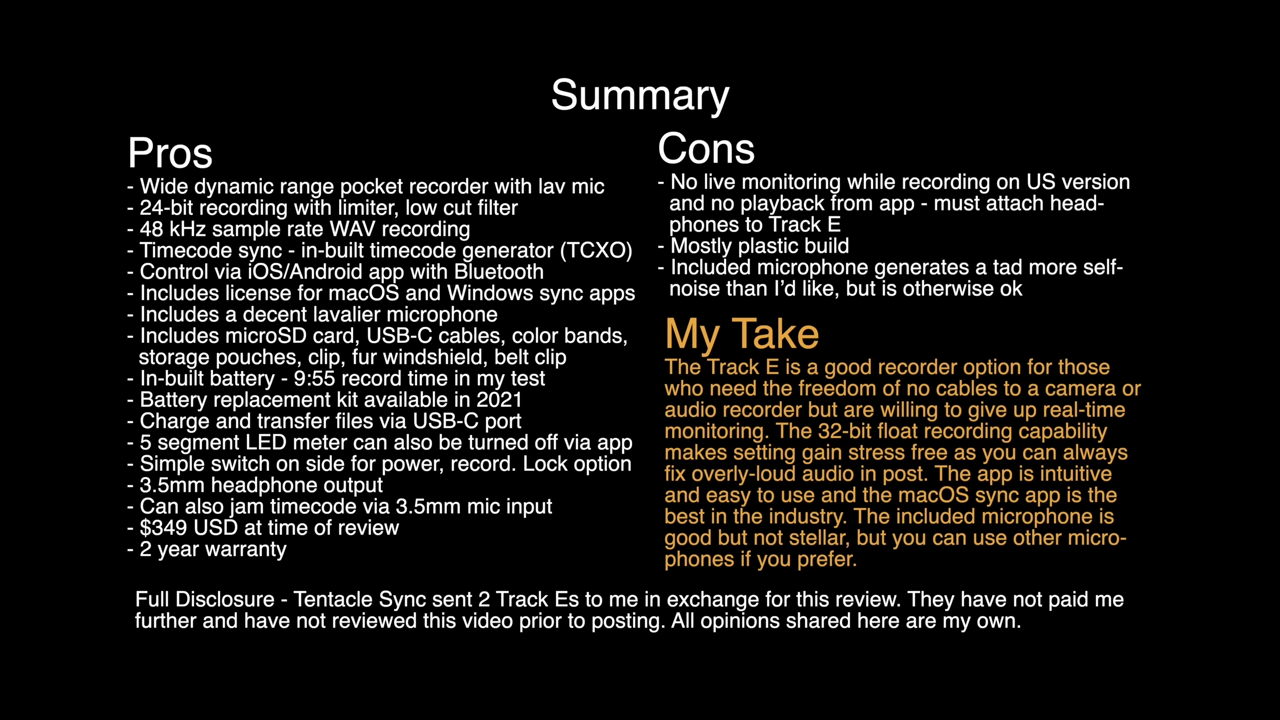 Summary
Pros
- Wide dynamic range pocket recorder with lav mic
- 24-bit recording with limiter, low cut filter
- 48 kHz sample rate WAV recording
- Timecode sync - in-built timecode generator (TCXO)
- Control via iOS/Android app with Bluetooth
- Includes license for macOS and Windows sync apps
- Includes a decent lavalier microphone
- Includes microSD card, USB-C cables, color bands,
storage pouches, clip, fur windshield, belt clip
- In-built battery - 9:55 record time in my test
- Battery replacement kit available in 2021
- Charge and transfer files via USB-C port
- 5 segment LED meter can also be turned off via app
- Simple switch on side for power, record. Lock option
- 3.5mm headphone output
- Can also jam timecode via 3.5mm mic input
- $349 USD at time of review
- 2 year warranty
Cons
- No live monitoring while recording on US version
and no playback from app - must attach head-
phones to Track E
- Mostly plastic build
- Included microphone generates a tad more self-
noise than I'd like, but is otherwise ok
My Take
The Track E is a good recorder option for those
who need the freedom of no cables to a camera or
audio recorder but are willing to give up real-time
monitoring. The 32-bit float recording capability
makes setting gain stress free as you can always
fix overly-loud audio in post. The app is intuitive
and easy to use and the macOS sync app is the
best in the industry. The included microphone is
good but not stellar, but you can use other micro-
phones if you prefer.
Full Disclosure - Tentacle Sync sent 2 Track Es to me in exchange for this review. They have not paid me
further and have not reviewed this video prior to posting. All opinions shared here are my own.